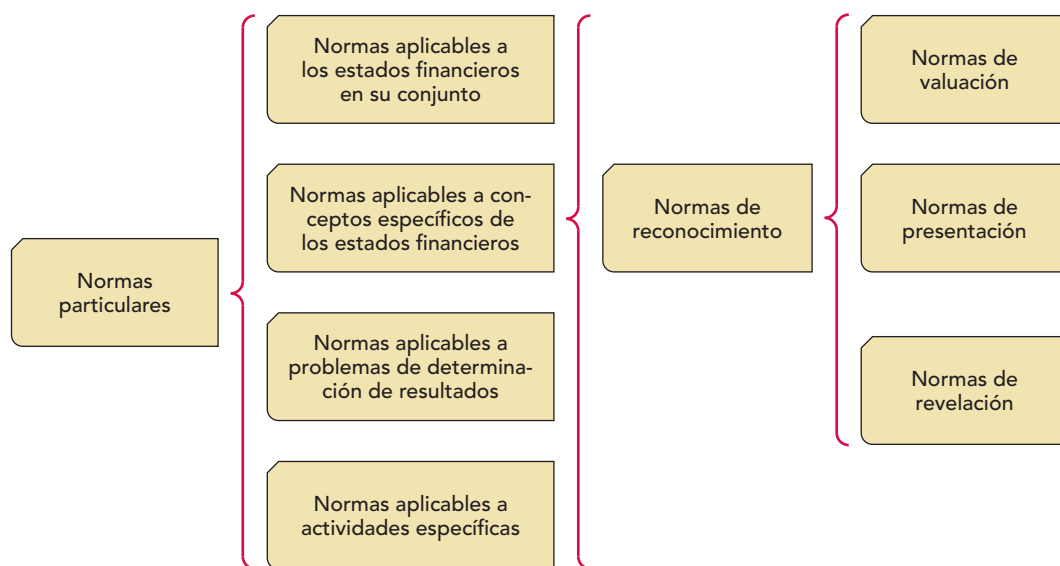 Normas
particulares
Normas aplicables a
los estados financieros
en su conjunto
Normas aplicables a con-
ceptos específicos de
los estados financieros
Normas aplicables a
problemas de determina-
ción de resultados
Normas aplicables a
actividades específicas
Normas de
reconocimiento
Normas de
valuación
Normas de
presentación
Normas de
revelación